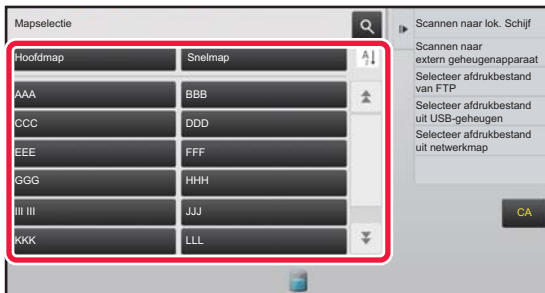 Mapselectie
Hoofdmap
Snelmap
A
Z
AAA
BBB
CCC
DDD
EEE
FFF
GGG
HHH
III III
JJJ
KKK
LLL
Scannen naar lok. Schijf
Scannen naar
extern geheugenapparaat
Selecteer afdrukbestand
van FTP
Selecteer afdrukbestand
uit USB-geheugen
Selecteer afdrukbestand
uit netwerkmap
CA